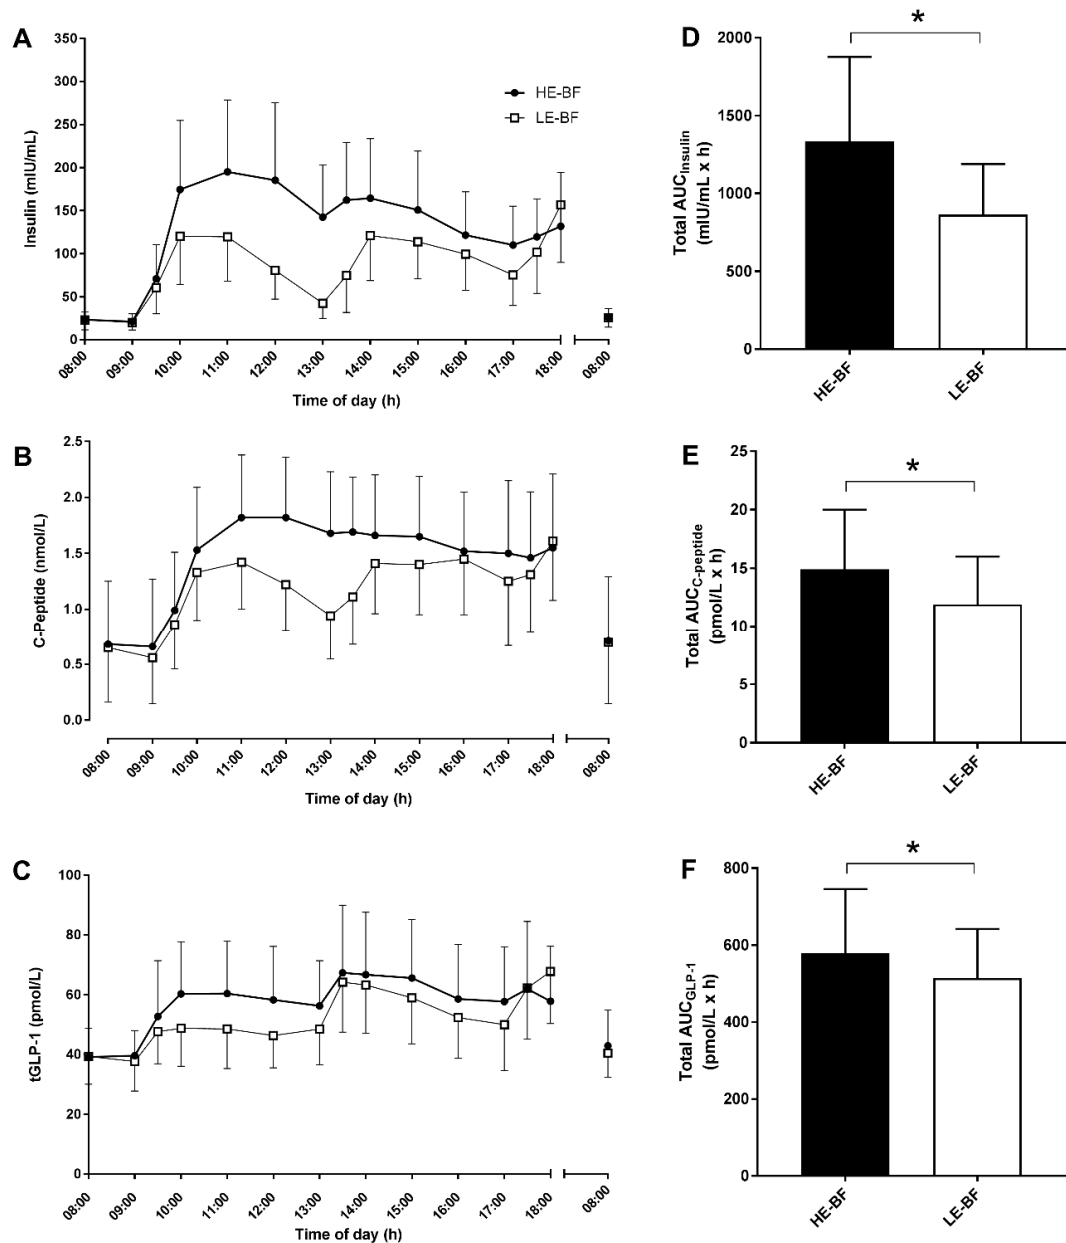 A
350
300
250
200
150
100
50
0
Insulin (mIU/mL)
HE-BF
LE-BF
08:00 09:00 10:00 11:00 12:00 13:00 14:00 15:00 16:00 17:00 18:00 08:00
Time of day (h)
D
*
2000
1500
1000
500
0
Total AUCInsulin
(mIU/mL x h)
HE-BF LE-BF
B
2.5
2.0
1.5
1.0
0.5
0.0
C-Peptide (nmol/L)
08:00 09:00 10:00 11:00 12:00 13:00 14:00 15:00 16:00 17:00 18:00 08:00
Time of day (h)
E
*
25
20
15
10
5
0
Total AUCC-peptide
(pmol/L x h)
HE-BF LE-BF
C
100
80
60
40
20
0
tGLP-1 (pmol/L)
08:00 09:00 10:00 11:00 12:00 13:00 14:00 15:00 16:00 17:00 18:00 08:00
Time of day (h)
F
*
800
600
400
200
0
Total AUCGLP-1
(pmol/L x h)
HE-BF LE-BF